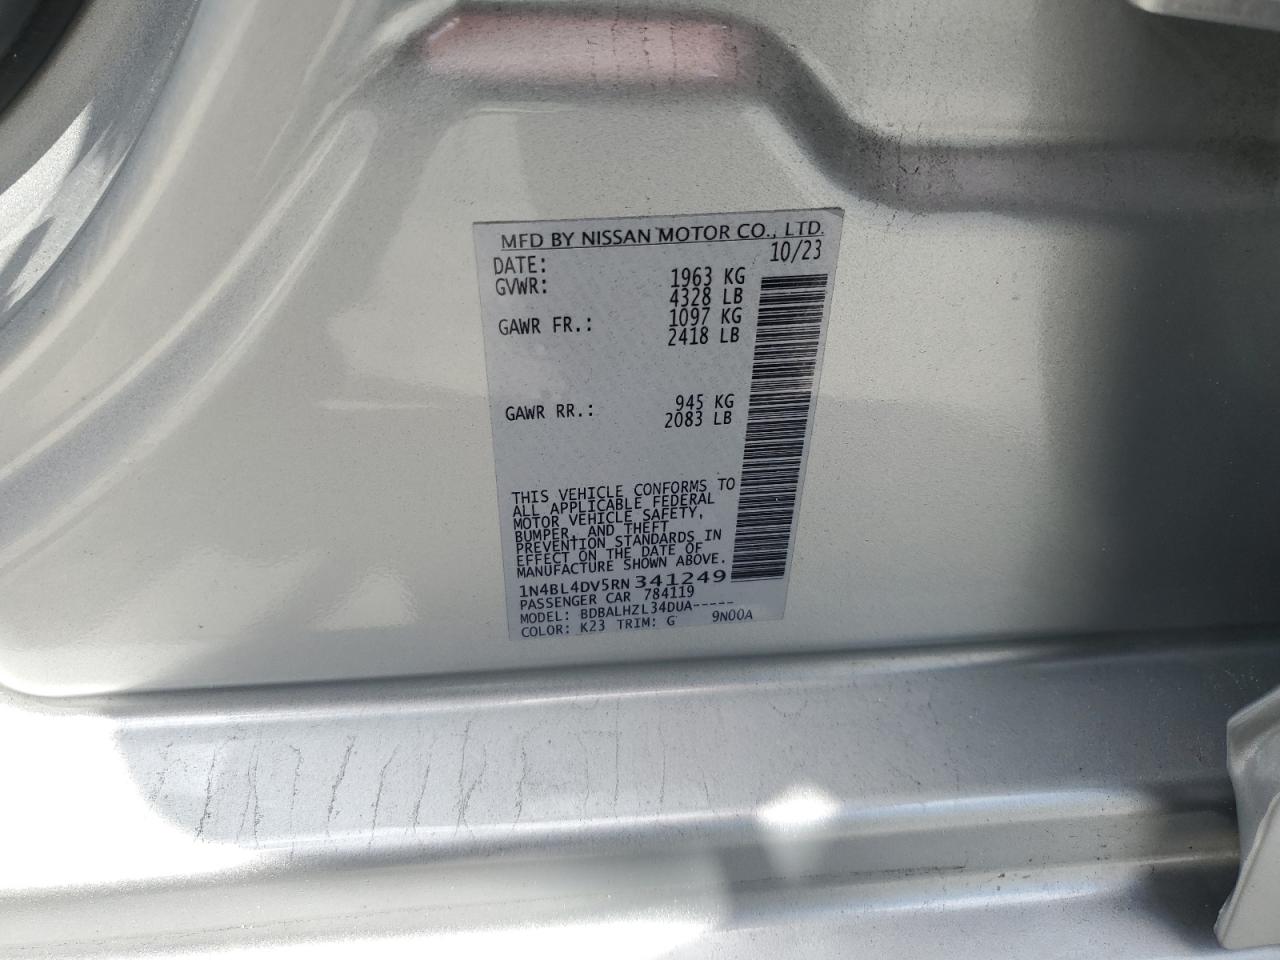 MFD BY NISSAN MOTOR CO., LTD.
DATE: 10/23
GVWR: 1963 KG
4328 LB
GAWR FR.: 1097 KG
2418 LB
GAWR RR.: 945 KG
2083 LB
THIS VEHICLE CONFORMS TO
ALL APPLICABLE FEDERAL
MOTOR VEHICLE SAFETY,
BUMPER, AND THEFT
PREVENTION STANDARDS IN
EFFECT ON THE DATE OF
MANUFACTURE SHOWN ABOVE.
1N4BL4DV5RN341249
PASSENGER CAR 784119
MODEL: BDBALHZL34DUA-----
COLOR: K23 TRIM: G 9N00A